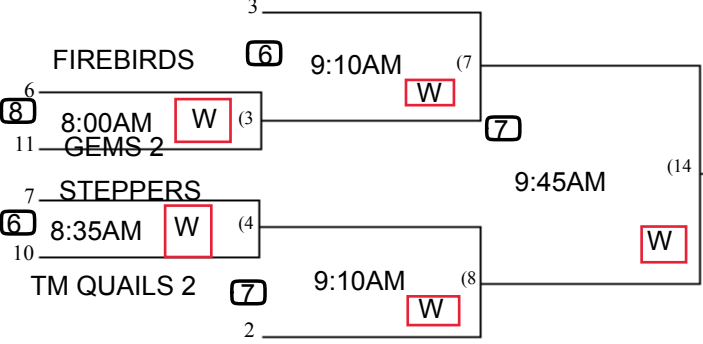 3
FIREBIRDS
6
9:10AM
(7
W
6
8
8:00AM
W
(3
11
GEMS 2
7
9:45AM
(14
W
7
STEPPERS
6
8:35AM
W
(4
10
TM QUAILS 2
7
9:10AM
(8
W
2